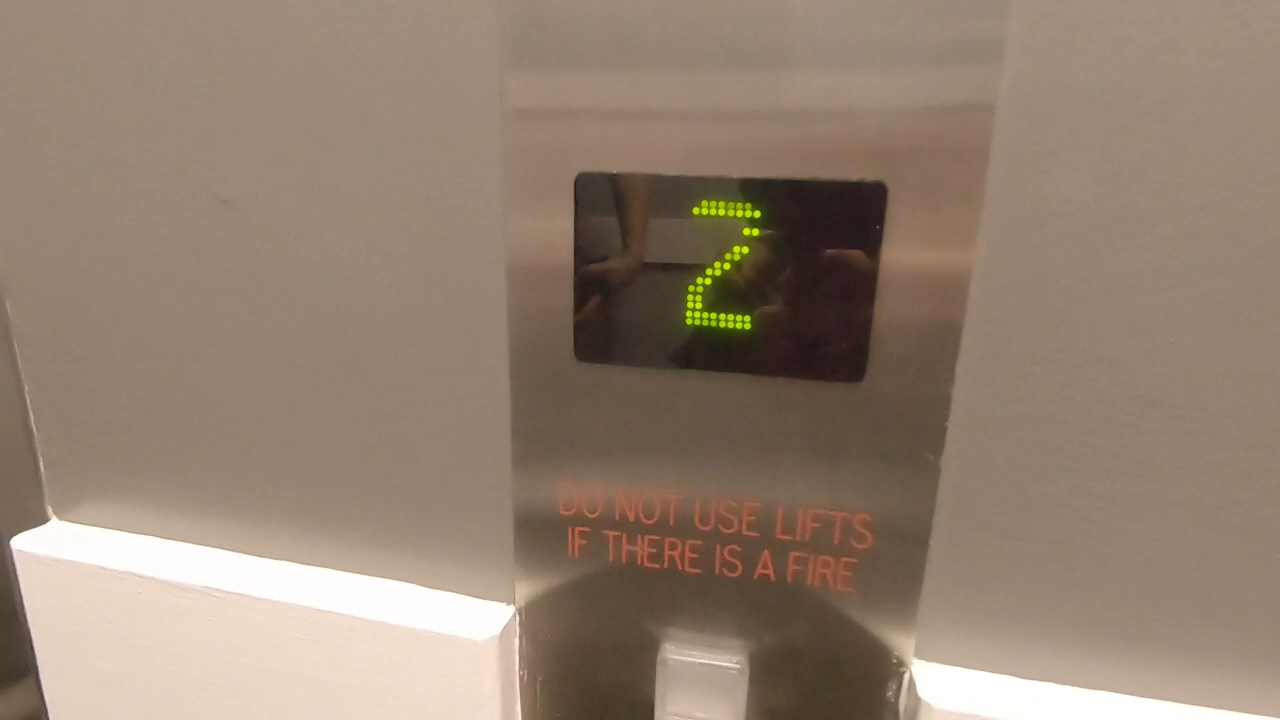 2
DO NOT USE LIFTS
IF THERE IS A FIRE